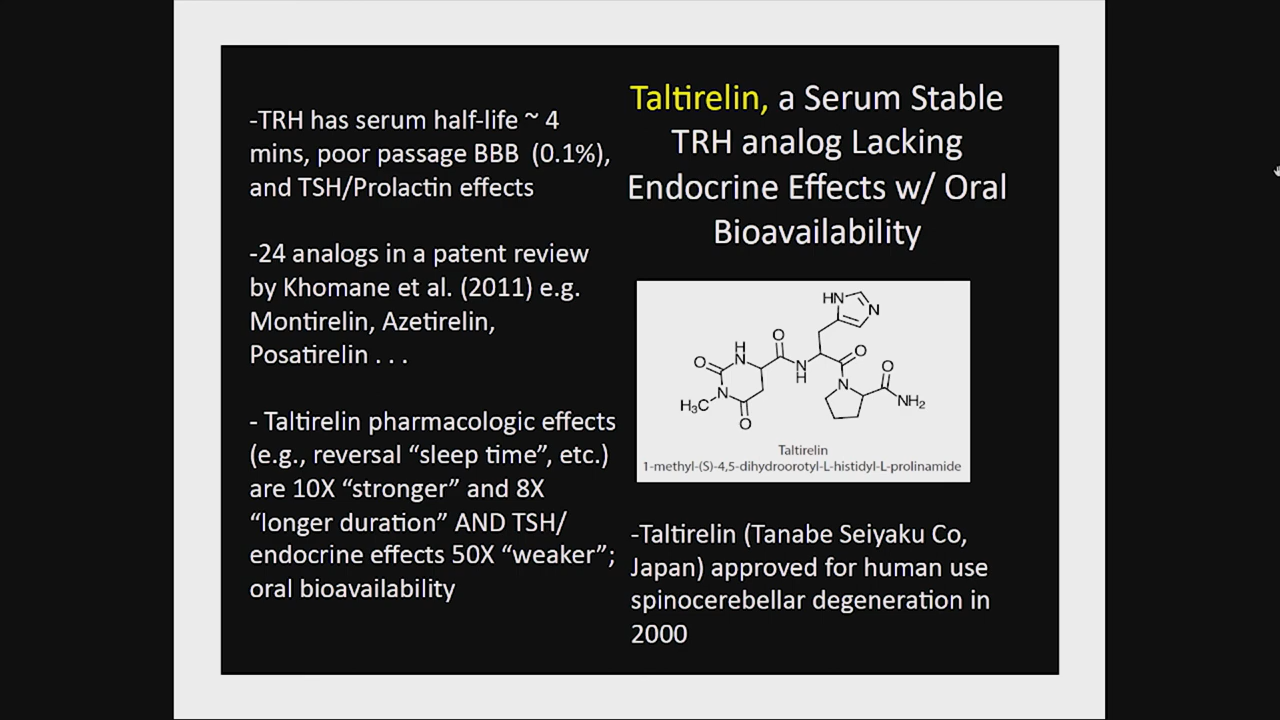 -TRH has serum half-life ~ 4
mins, poor passage BBB (0.1%),
and TSH/Prolactin effects
-24 analogs in a patent review
by Khomane et al. (2011) e.g.
Montirelin, Azetirelin,
Posatirelin . . .
- Taltirelin pharmacologic effects
(e.g., reversal “sleep time”, etc.)
are 10X “stronger” and 8X
“longer duration” AND TSH/
endocrine effects 50X “weaker”;
oral bioavailability
Taltirelin, a Serum Stable
TRH analog Lacking
Endocrine Effects w/ Oral
Bioavailability
HN
N
O
H
N
O
N
H
O
N
O
NH₂
O
N
H₃C
O
Taltirelin
1-methyl-(S)-4,5-dihydroorotyl-L-histidyl-L-prolinamide
-Taltirelin (Tanabe Seiyaku Co,
Japan) approved for human use
spinocerebellar degeneration in
2000